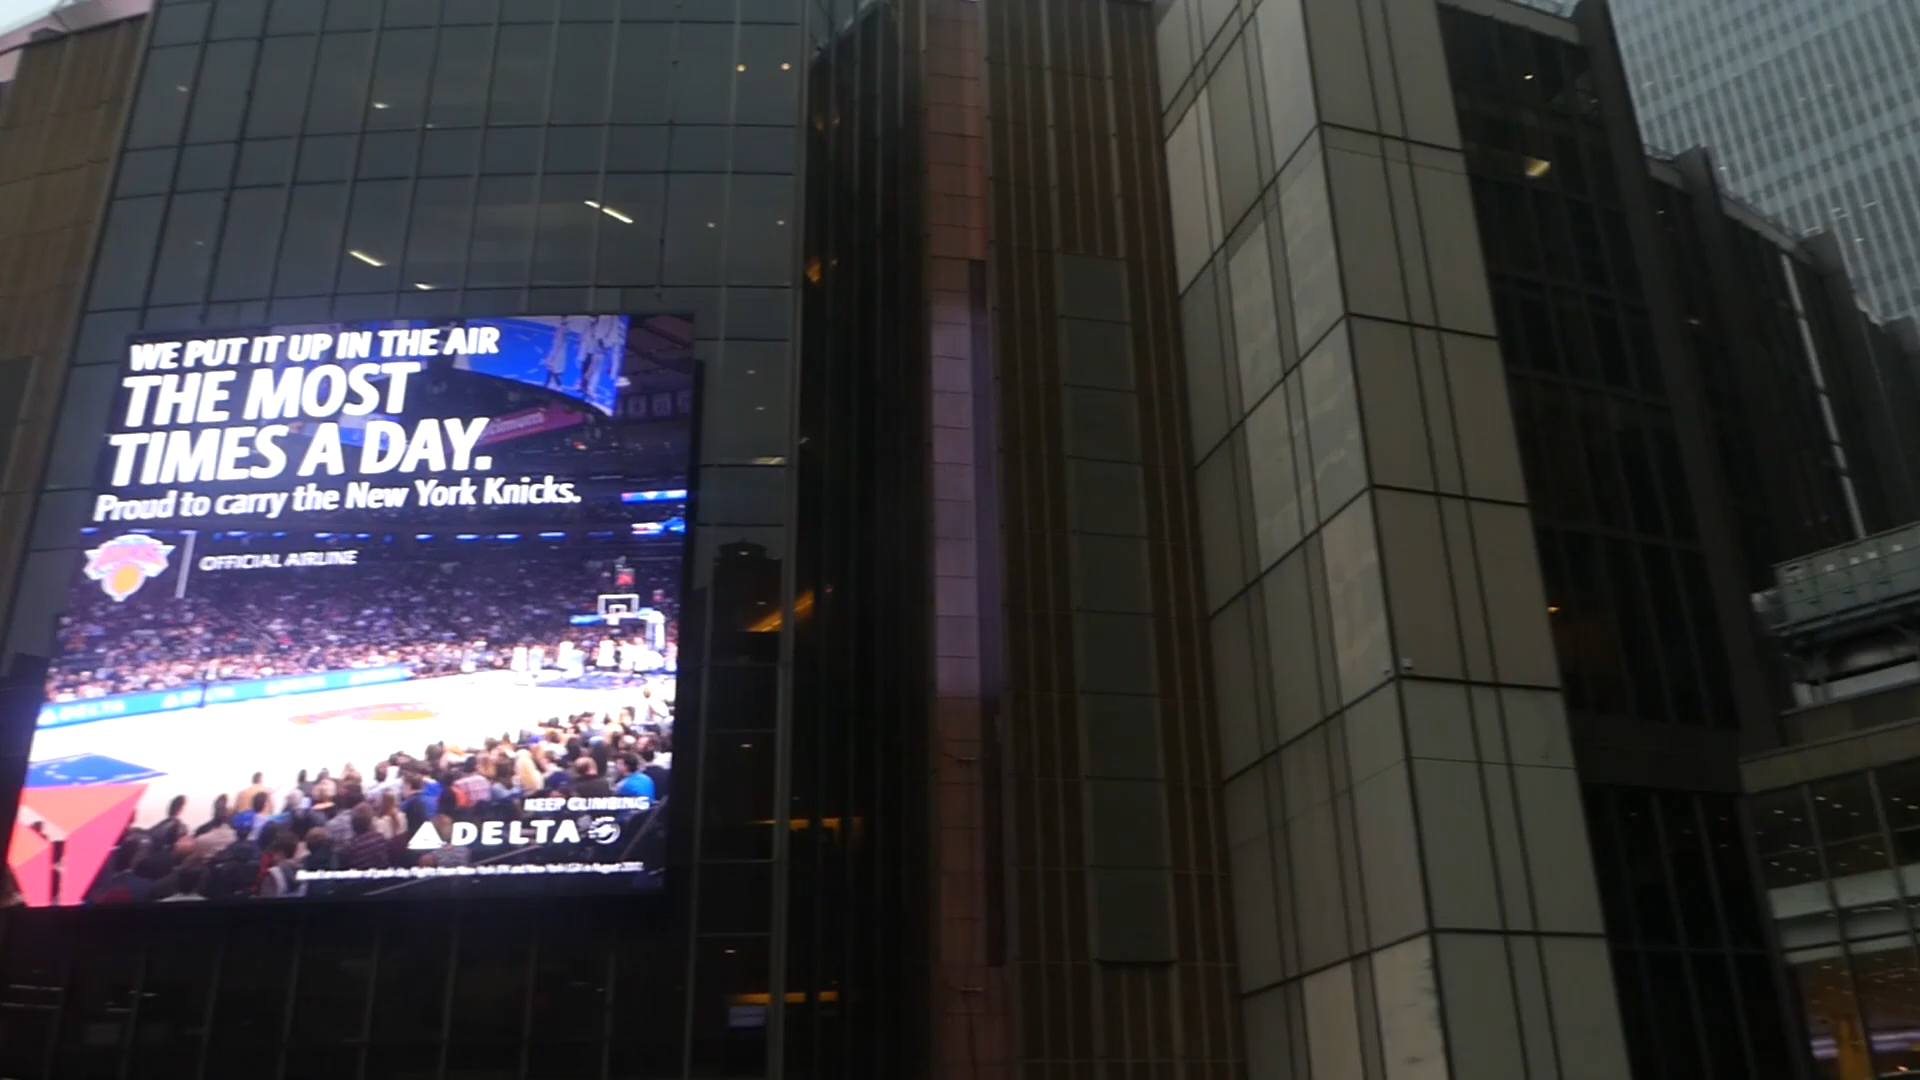 WE PUT IT UP IN THE AIR
THE MOST
TIMES A DAY.
Proud to carry the New York Knicks.
OFFICIAL AIRLINE
DELTA
KEEP CLIMBING
DELTA